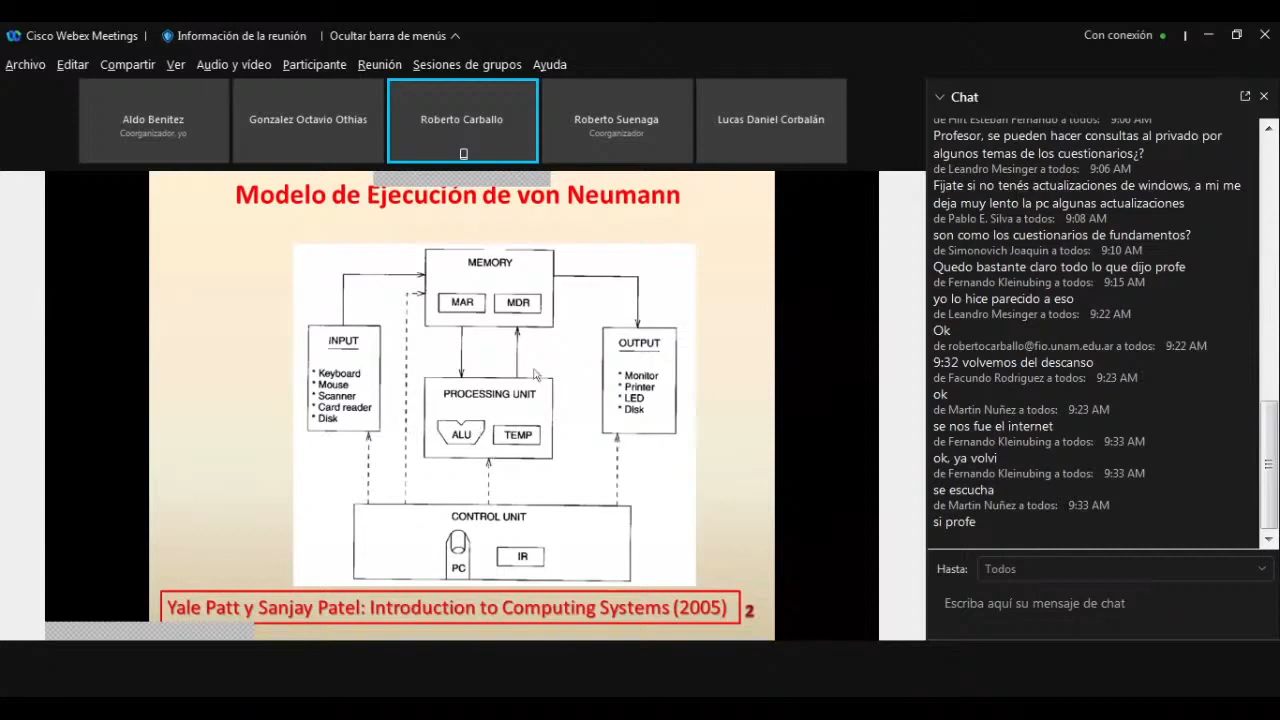 Cisco Webex Meetings
Información de la reunión
Ocultar barra de menús
Con conexión
Archivo Editar Compartir Ver Audio y vídeo Participante Reunión Sesiones de grupos Ayuda
Aldo Benitez
Coorganizador, yo
Gonzalez Octavio Othias
Roberto Carballo
Roberto Suenaga
Coorganizador
Lucas Daniel Corbalán
Modelo de Ejecución de von Neumann
MEMORY
MAR MDR
INPUT
* Keyboard
* Mouse
* Scanner
* Card reader
* Disk
PROCESSING UNIT
ALU TEMP
OUTPUT
* Monitor
* Printer
* LED
* Disk
CONTROL UNIT
PC
IR
Yale Patt y Sanjay Patel: Introduction to Computing Systems (2005)
2
Chat
de Hirt Esteban Fernando a todos: 9:06 AM
Profesor, se pueden hacer consultas al privado por
algunos temas de los cuestionarios¿?
de Leandro Mesinger a todos: 9:06 AM
Fijate si no tenés actualizaciones de windows, a mi me
deja muy lento la pc algunas actualizaciones
de Pablo E. Silva a todos: 9:08 AM
son como los cuestionarios de fundamentos?
de Simonovich Joaquin a todos: 9:10 AM
Quedo bastante claro todo lo que dijo profe
de Fernando Kleinubing a todos: 9:15 AM
yo lo hice parecido a eso
de Leandro Mesinger a todos: 9:22 AM
Ok
de robertocarballo@fio.unam.edu.ar a todos: 9:22 AM
9:32 volvemos del descanso
de Facundo Rodriguez a todos: 9:23 AM
ok
de Martin Nuñez a todos: 9:23 AM
se nos fue el internet
de Fernando Kleinubing a todos: 9:33 AM
ok, ya volvi
de Fernando Kleinubing a todos: 9:33 AM
se escucha
de Martin Nuñez a todos: 9:33 AM
si profe
Hasta: Todos
Escriba aquí su mensaje de chat